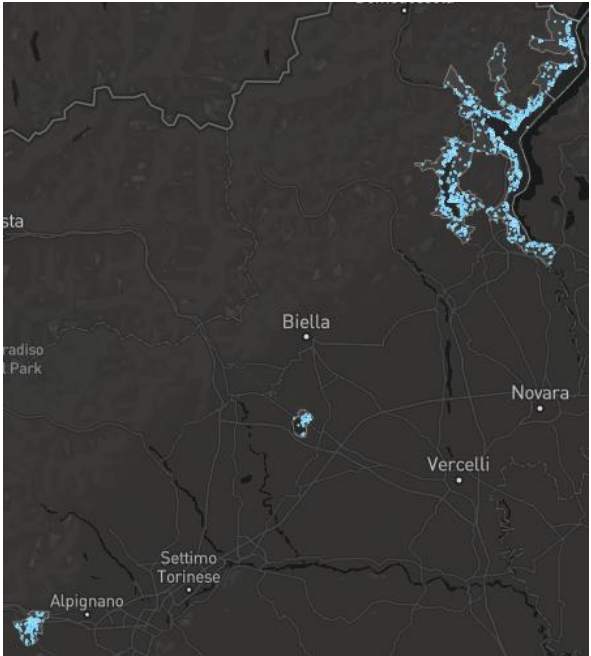 sta
Biella
radiso
l Park
Novara
Vercelli
Settimo
Torinese
Alpignano